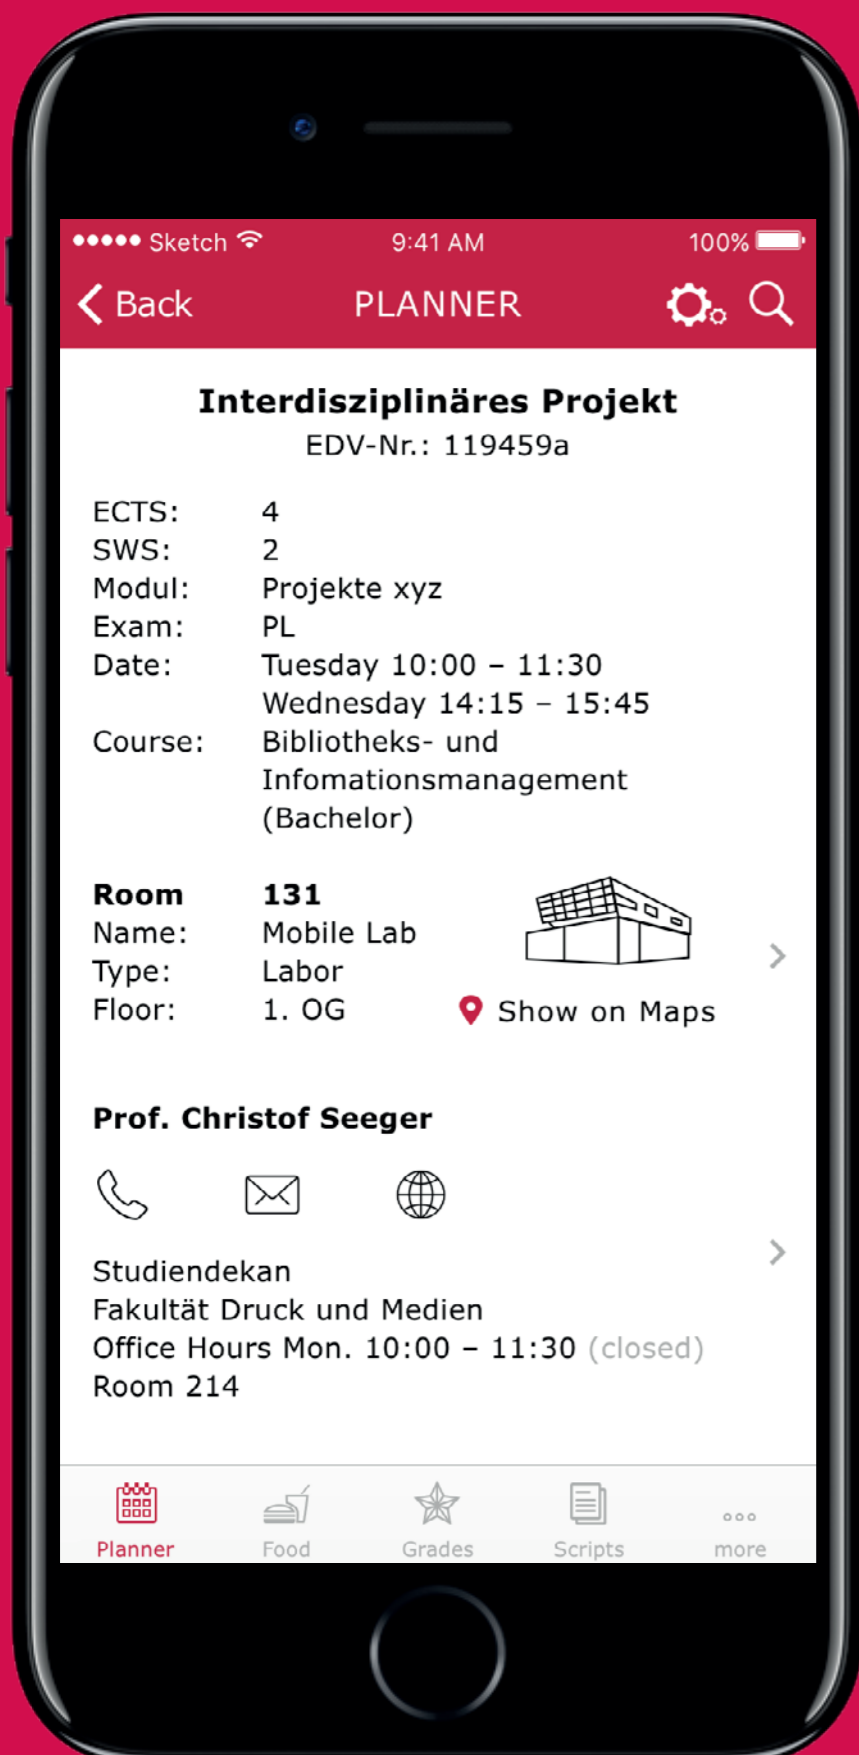 Sketch 9:41 AM 100%
Back PLANNER
Interdisziplinäres Projekt
EDV-Nr.: 119459a
ECTS: 4
SWS: 2
Modul: Projekte xyz
Exam: PL
Date: Tuesday 10:00 – 11:30
Wednesday 14:15 – 15:45
Course: Bibliotheks- und
Infomationsmanagement
(Bachelor)
Room 131
Name: Mobile Lab
Type: Labor
Floor: 1. OG
Show on Maps
Prof. Christof Seeger
Studiendekan
Fakultät Druck und Medien
Office Hours Mon. 10:00 – 11:30 (closed)
Room 214
Planner Food Grades Scripts more